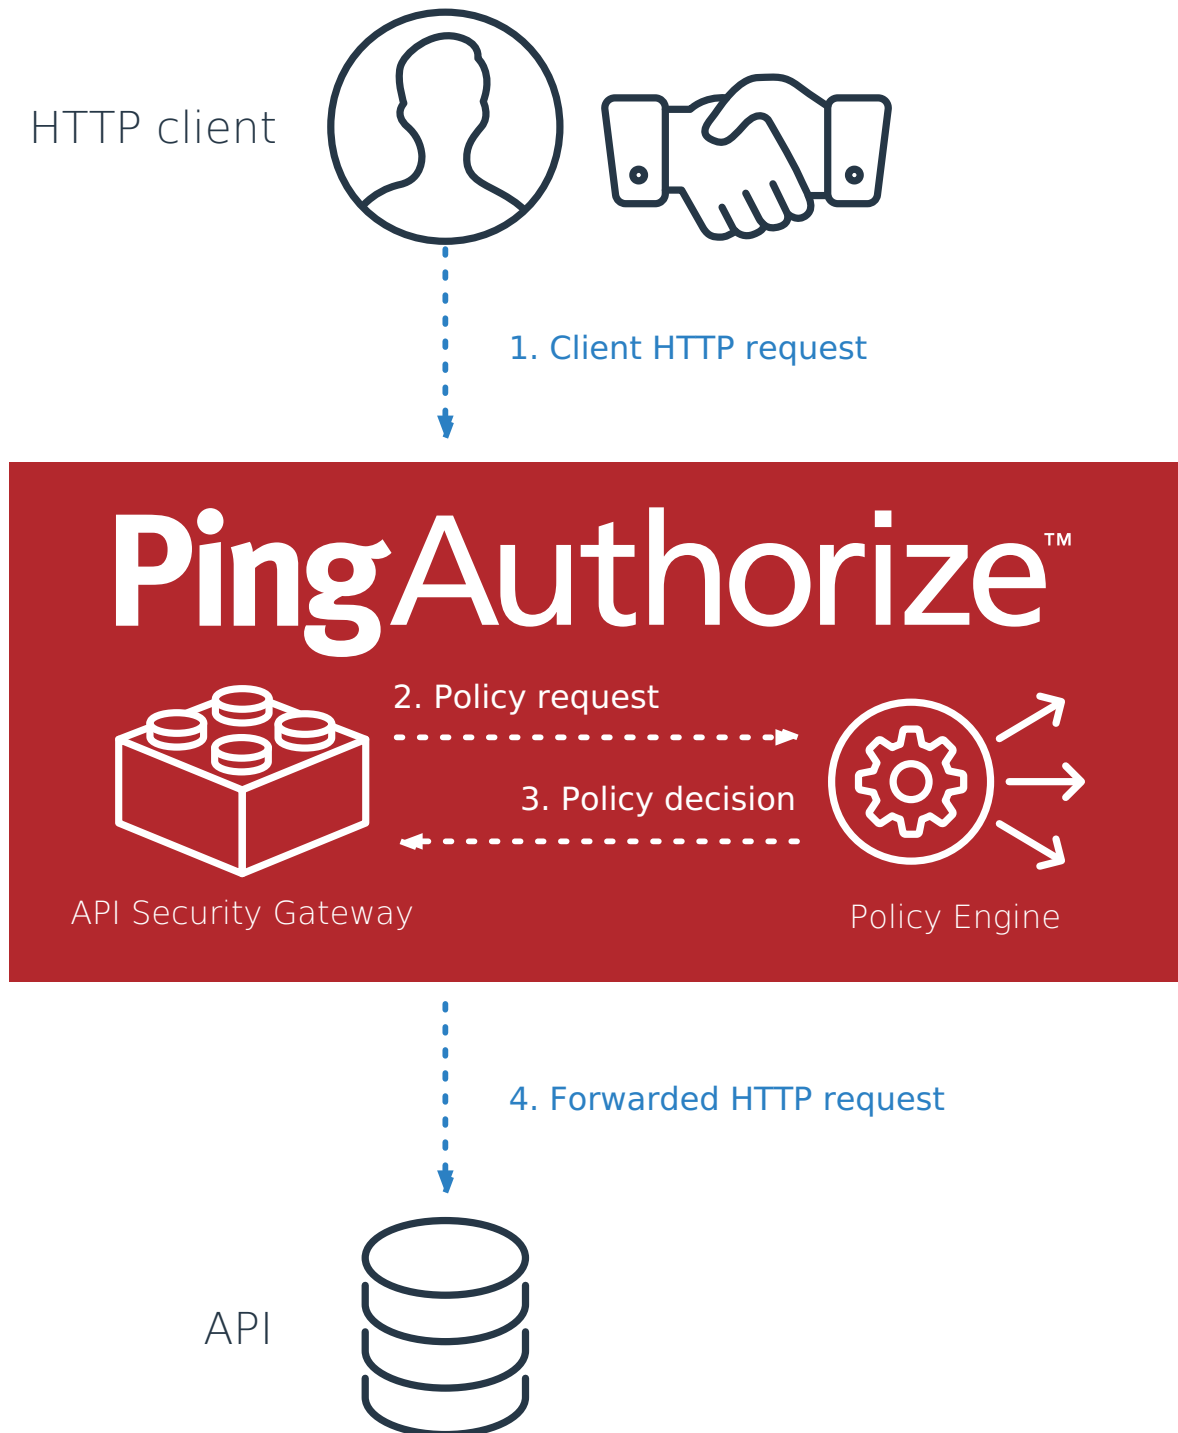 HTTP client
1. Client HTTP request
PingAuthorize™
2. Policy request
3. Policy decision
API Security Gateway
Policy Engine
4. Forwarded HTTP request
API